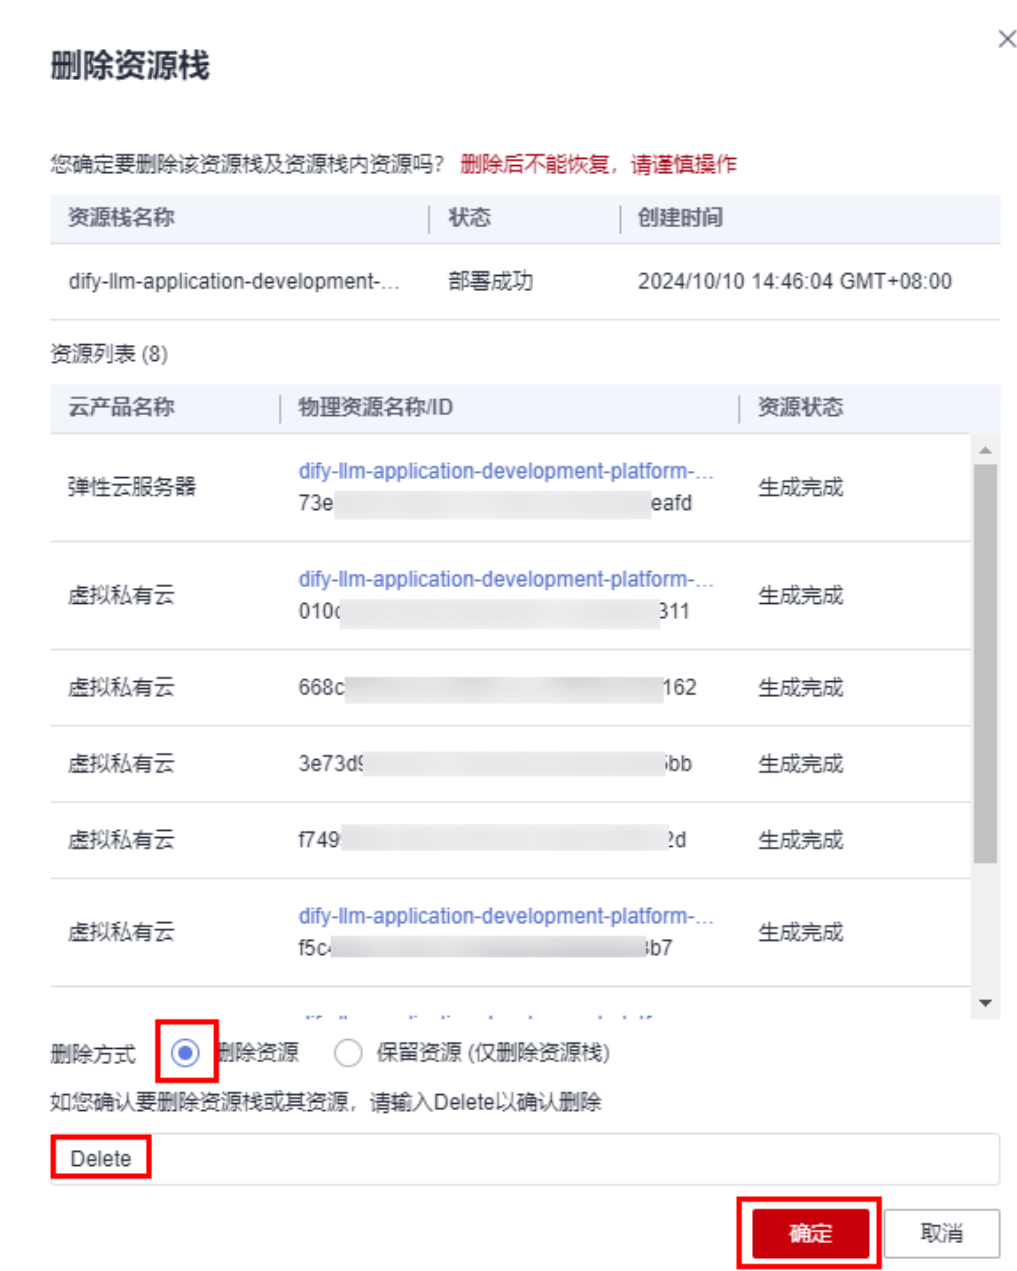 删除资源栈
您确定要删除该资源栈及资源栈内资源吗？ 删除后不能恢复，请谨慎操作
资源栈名称 状态 创建时间
dify-llm-application-development-... 部署成功 2024/10/10 14:46:04 GMT+08:00
资源列表 (8)
云产品名称 物理资源名称/ID 资源状态
弹性云服务器 dify-llm-application-development-platform-... 生成完成
73e eafd
虚拟私有云 dify-llm-application-development-platform-... 生成完成
010 311
虚拟私有云 668c 162 生成完成
虚拟私有云 3e73d9 bb 生成完成
虚拟私有云 f749 2d 生成完成
虚拟私有云 dify-llm-application-development-platform-... 生成完成
f5c b7
删除方式 删除资源 保留资源 (仅删除资源栈)
如您确认要删除资源栈或其资源，请输入Delete以确认删除
Delete
确定 取消